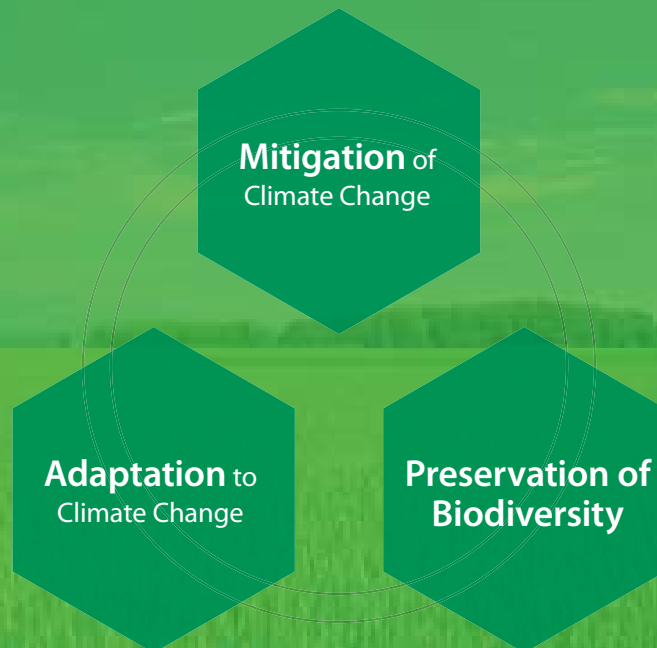 Mitigation of
Climate Change
Adaptation to
Climate Change
Preservation of
Biodiversity